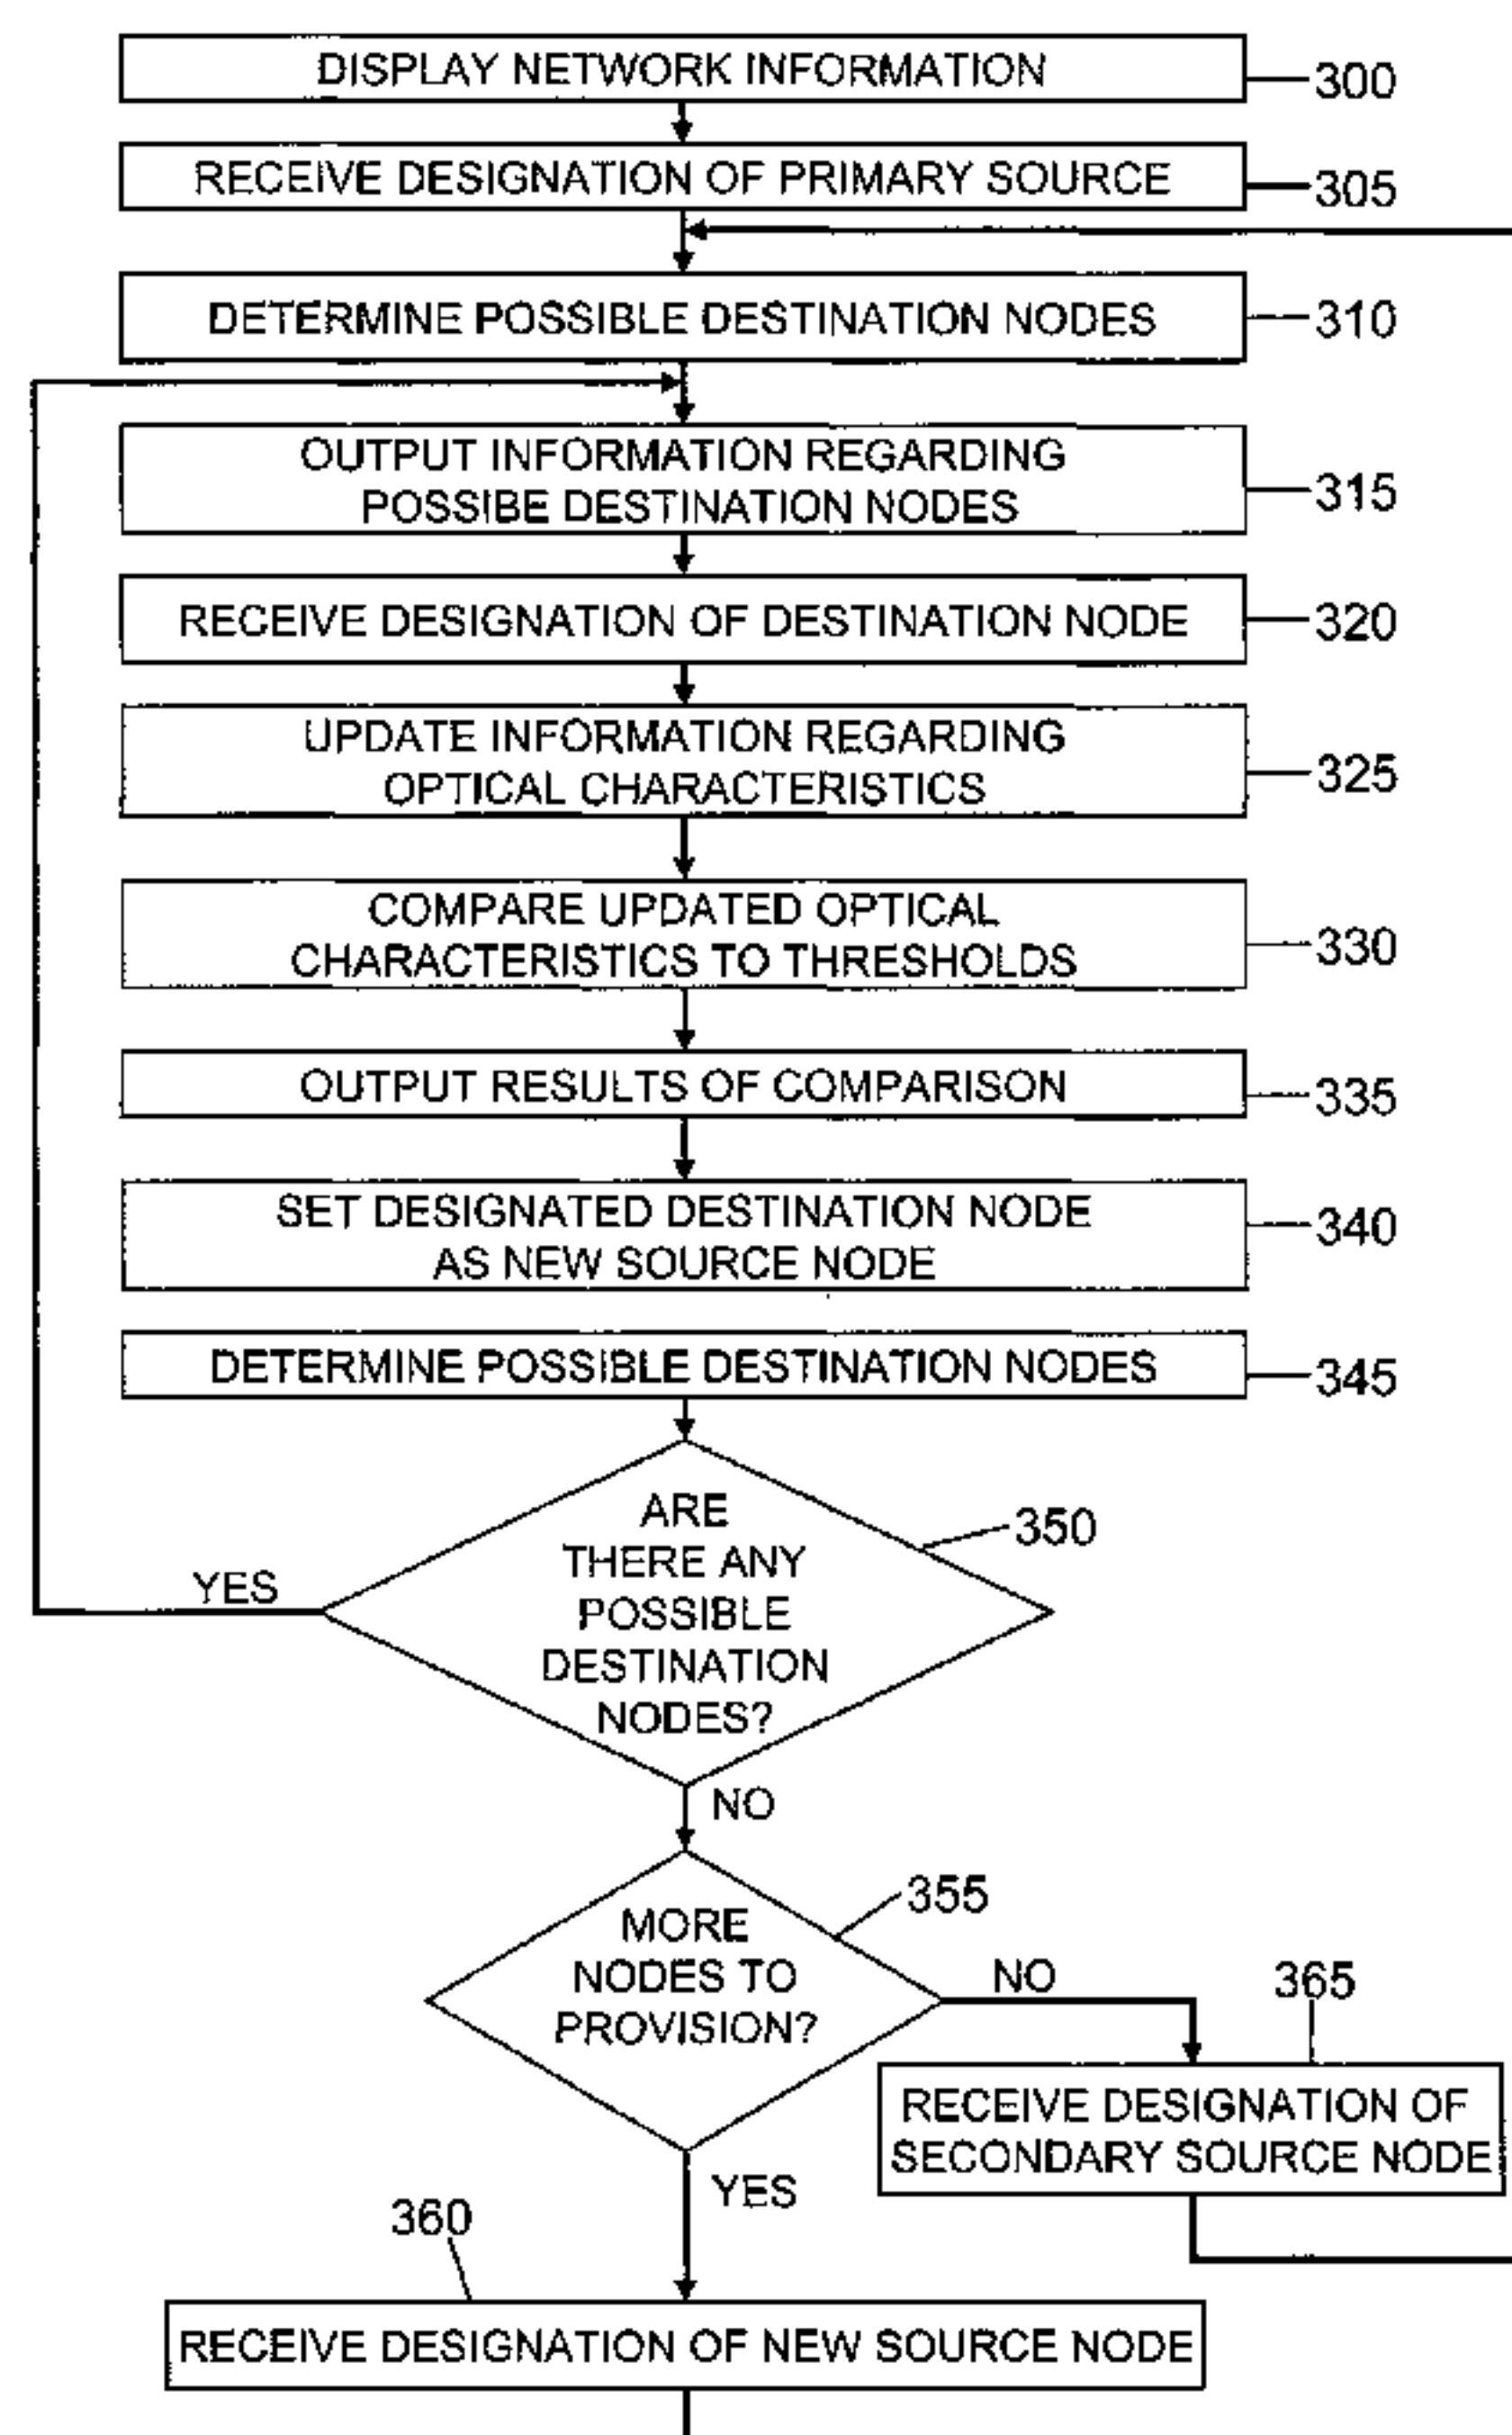 DISPLAY NETWORK INFORMATION
300
RECEIVE DESIGNATION OF PRIMARY SOURCE
305
DETERMINE POSSIBLE DESTINATION NODES
310
OUTPUT INFORMATION REGARDING
POSSIBE DESTINATION NODES
315
RECEIVE DESIGNATION OF DESTINATION NODE
320
UPDATE INFORMATION REGARDING
OPTICAL CHARACTERISTICS
325
COMPARE UPDATED OPTICAL
CHARACTERISTICS TO THRESHOLDS
330
OUTPUT RESULTS OF COMPARISON
335
SET DESIGNATED DESTINATION NODE
AS NEW SOURCE NODE
340
DETERMINE POSSIBLE DESTINATION NODES
345
ARE
THERE ANY
POSSIBLE
DESTINATION
NODES?
350
YES
NO
MORE
NODES TO
PROVISION?
355
NO
365
RECEIVE DESIGNATION OF
SECONDARY SOURCE NODE
YES
360
RECEIVE DESIGNATION OF NEW SOURCE NODE